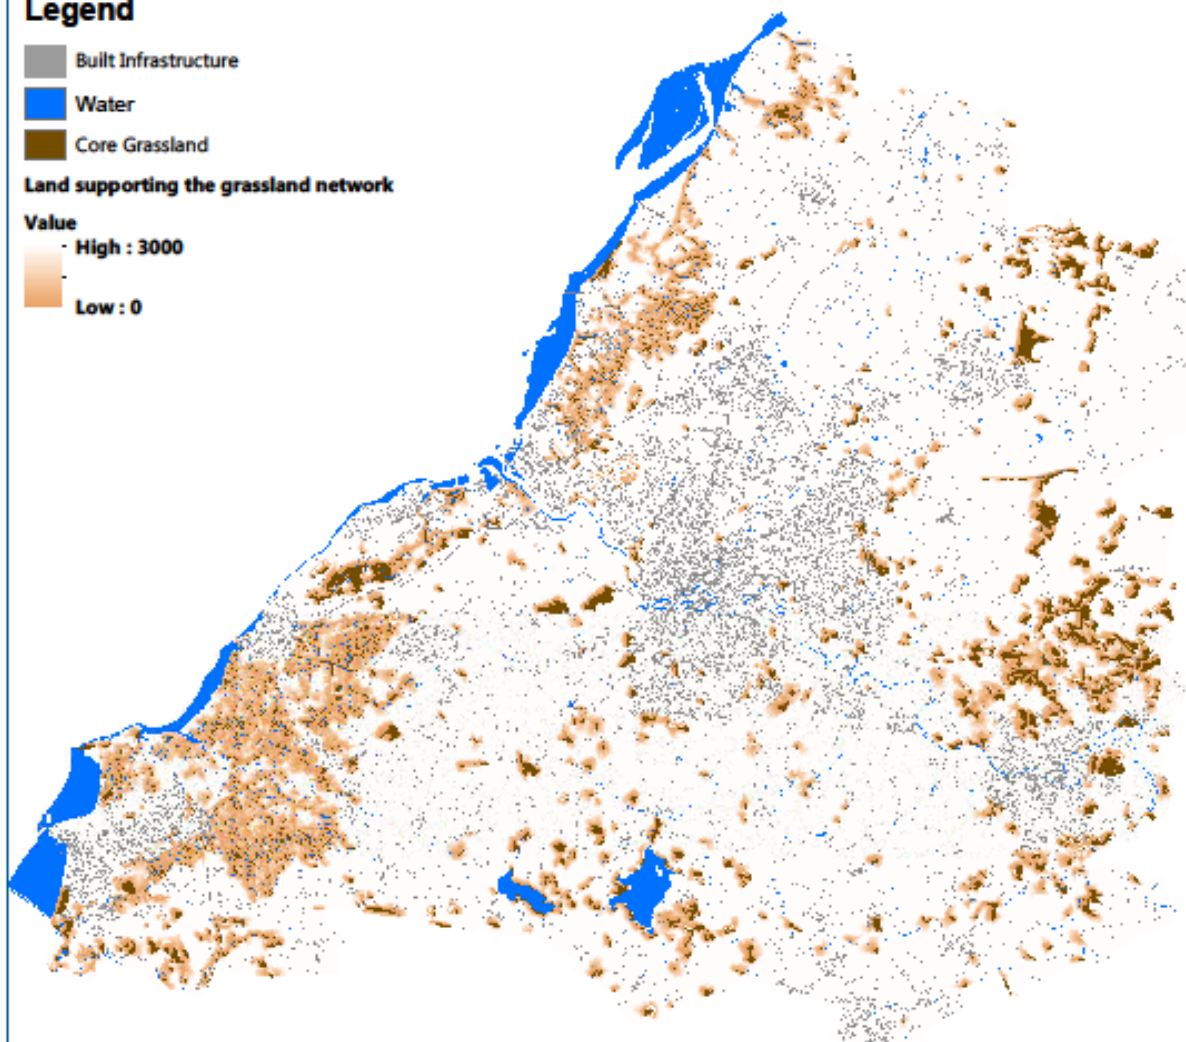 Legend
Built Infrastructure
Water
Core Grassland
Land supporting the grassland network
Value
High : 3000
Low : 0